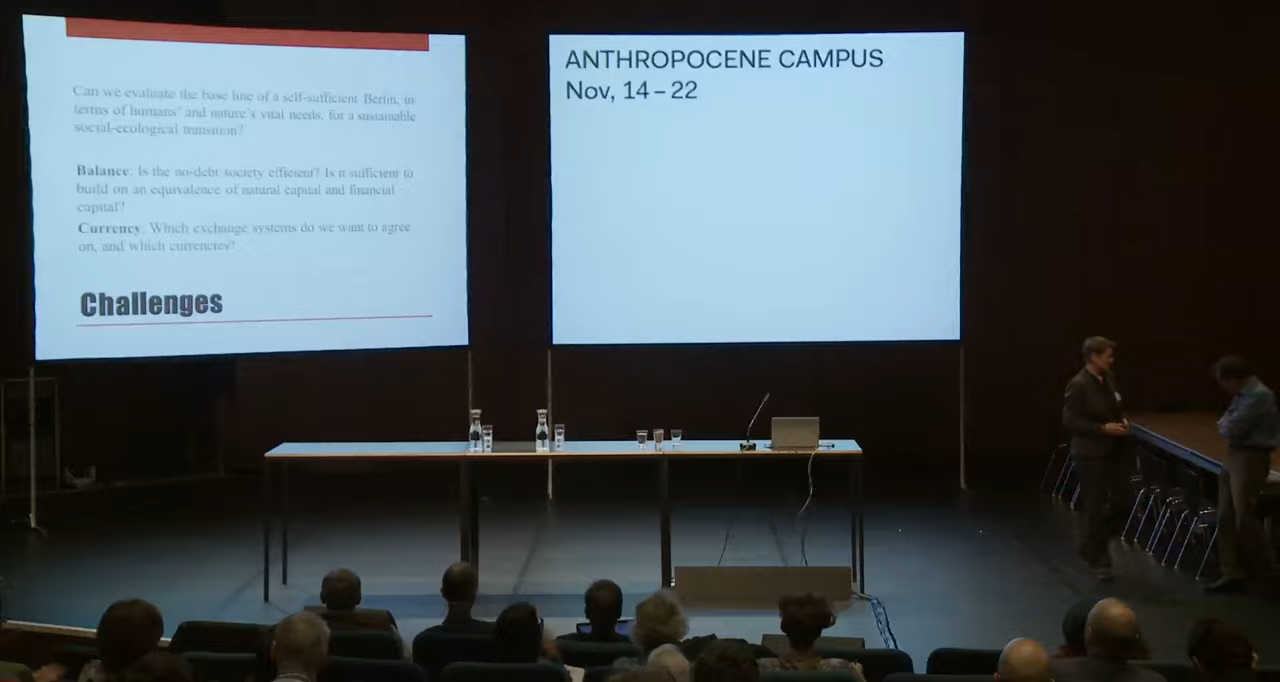 Can we evaluate the base line of a self-sufficient Berlin, in
terms of humans' and nature's vital needs, for a sustainable
social-ecological transition?
Balance: Is the no-debt society efficient? Is it sufficient to
build on an equivalence of natural capital and financial
capital?
Currency: Which exchange systems do we want to agree
on, and which currencies?
Challenges
ANTHROPOCENE CAMPUS
Nov, 14 – 22